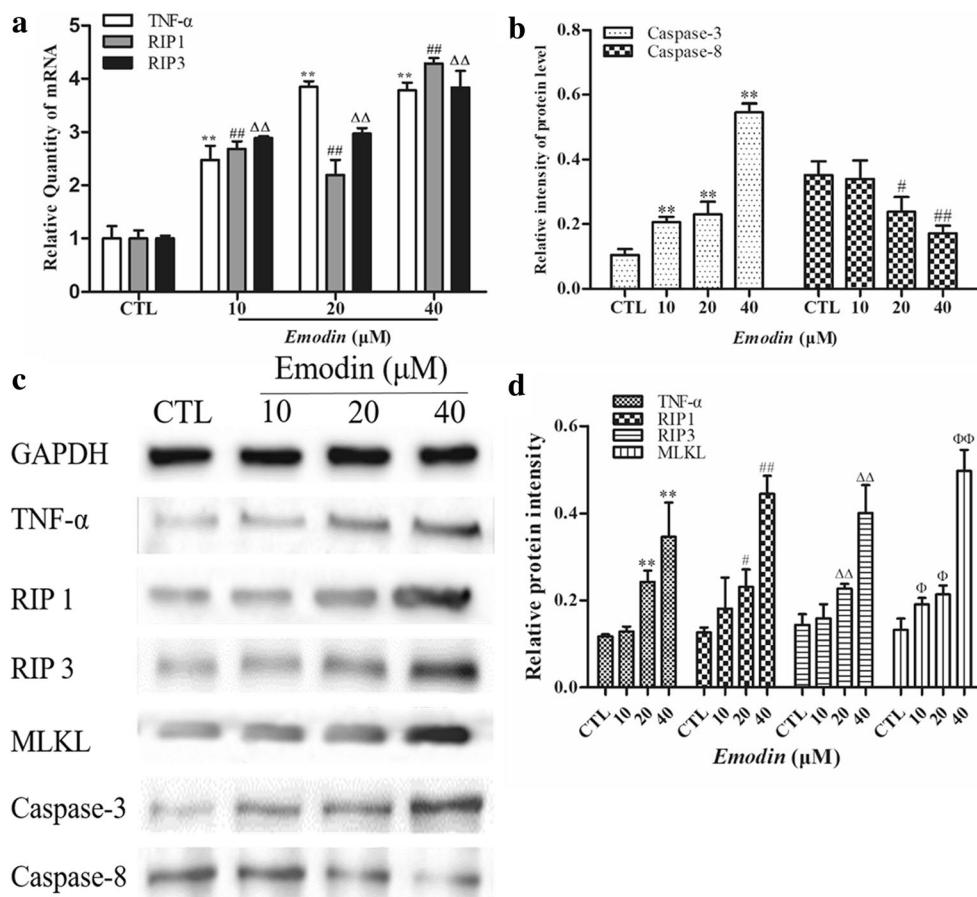 a
TNF-α
RIP1
RIP3
Relative Quantity of mRNA
5
4
3
2
1
0
** ## ΔΔ
** ## ΔΔ
** ## ΔΔ
CTL 10 20 40
Emodin (μM)
b
Caspase-3
Caspase-8
Relative intensity of protein level
0.8
0.6
0.4
0.2
0.0
** ** ** # ##
CTL 10 20 40 CTL 10 20 40
Emodin (μM)
c
Emodin (μM)
CTL 10 20 40
GAPDH
TNF-α
RIP 1
RIP 3
MLKL
Caspase-3
Caspase-8
d
TNF-α
RIP1
RIP3
MLKL
Relative protein intensity
0.6
0.4
0.2
0.0
** ** # ## ΔΔ ΔΔ Φ Φ ΦΦ
CTL 10 20 40 CTL 10 20 40 CTL 10 20 40 CTL 10 20 40
Emodin (μM)